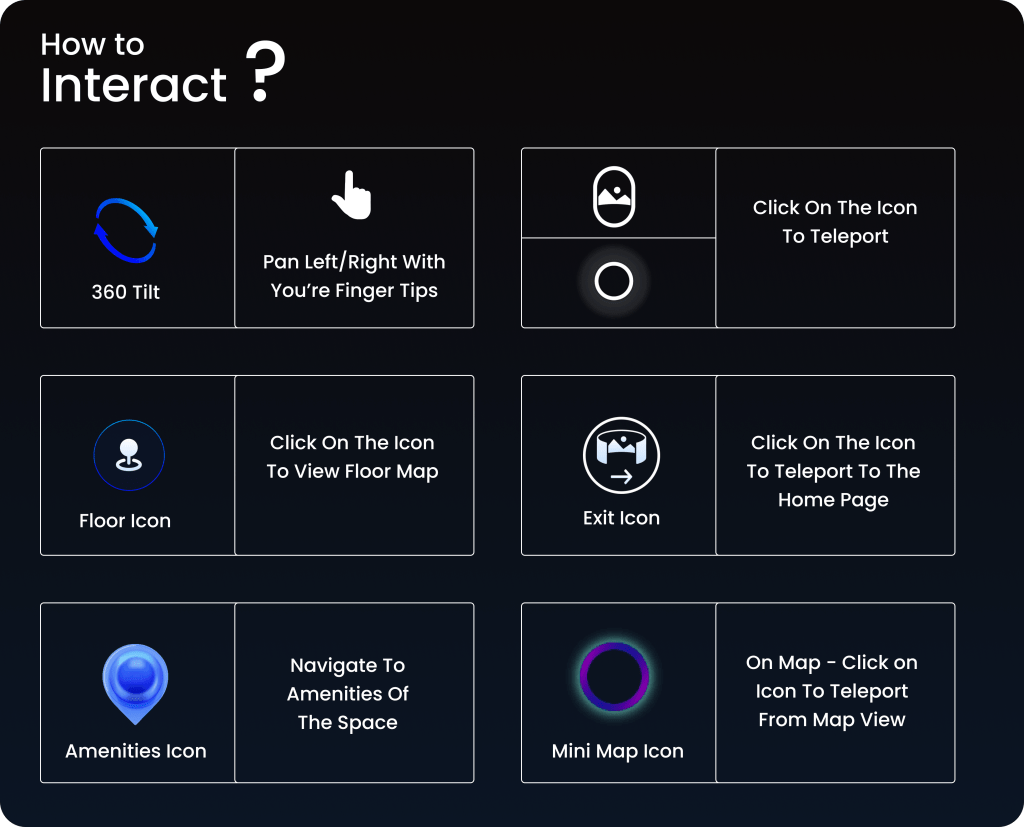 How to
Interact ?
360 Tilt
Pan Left/Right With
You’re Finger Tips
Click On The Icon
To Teleport
Floor Icon
Click On The Icon
To View Floor Map
Exit Icon
Click On The Icon
To Teleport To The
Home Page
Amenities Icon
Navigate To
Amenities Of
The Space
Mini Map Icon
On Map - Click on
Icon To Teleport
From Map View